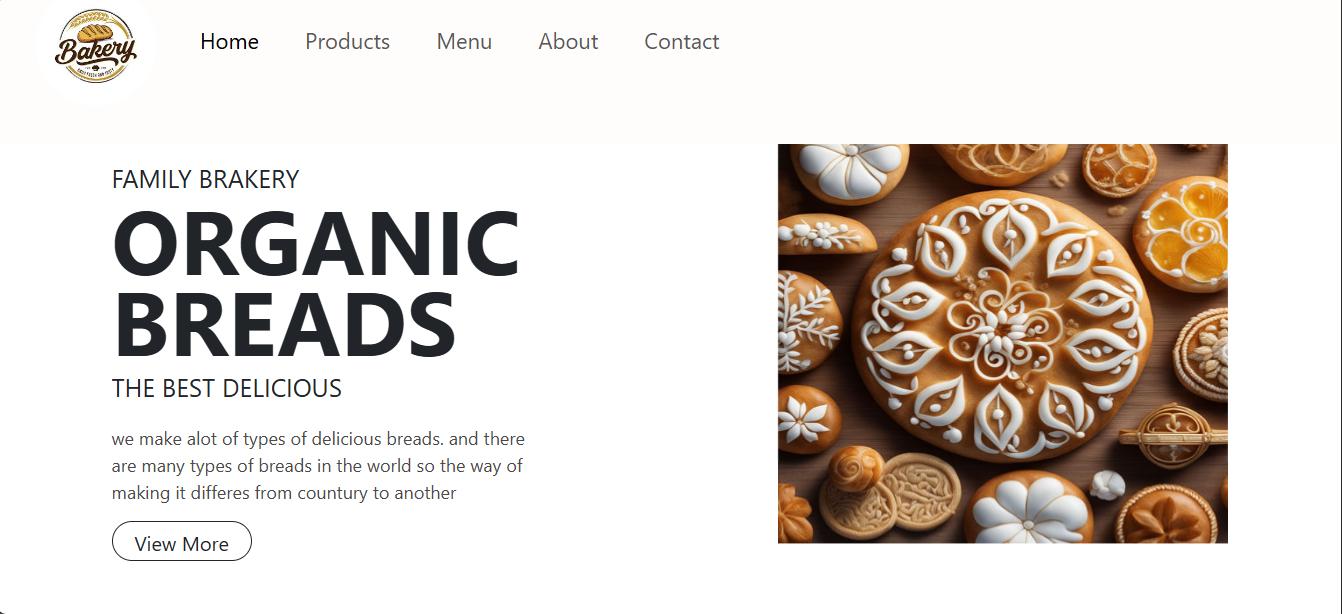 Bakery
Home
Products
Menu
About
Contact
FAMILY BRAKERY
ORGANIC
BREADS
THE BEST DELICIOUS
we make alot of types of delicious breads. and there
are many types of breads in the world so the way of
making it differes from countury to another
View More